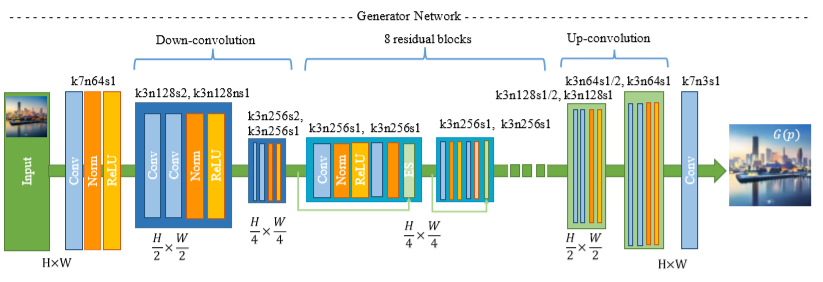 Generator Network
Down-convolution
8 residual blocks
Up-convolution
k7n64s1
k3n128s2, k3n128ns1
k3n256s2,
k3n256s1
k3n256s1, k3n256s1
k3n256s1, k3n256s1
k3n128s1/2, k3n128s1
k3n64s1/2, k3n64s1
k7n3s1
Input
Conv
Norm
ReLU
Conv
Conv
Norm
ReLU
Conv
Norm
ReLU
ES
Conv
G(p)
H×W
H/2 × W/2
H/4 × W/4
H/4 × W/4
H/2 × W/2
H×W